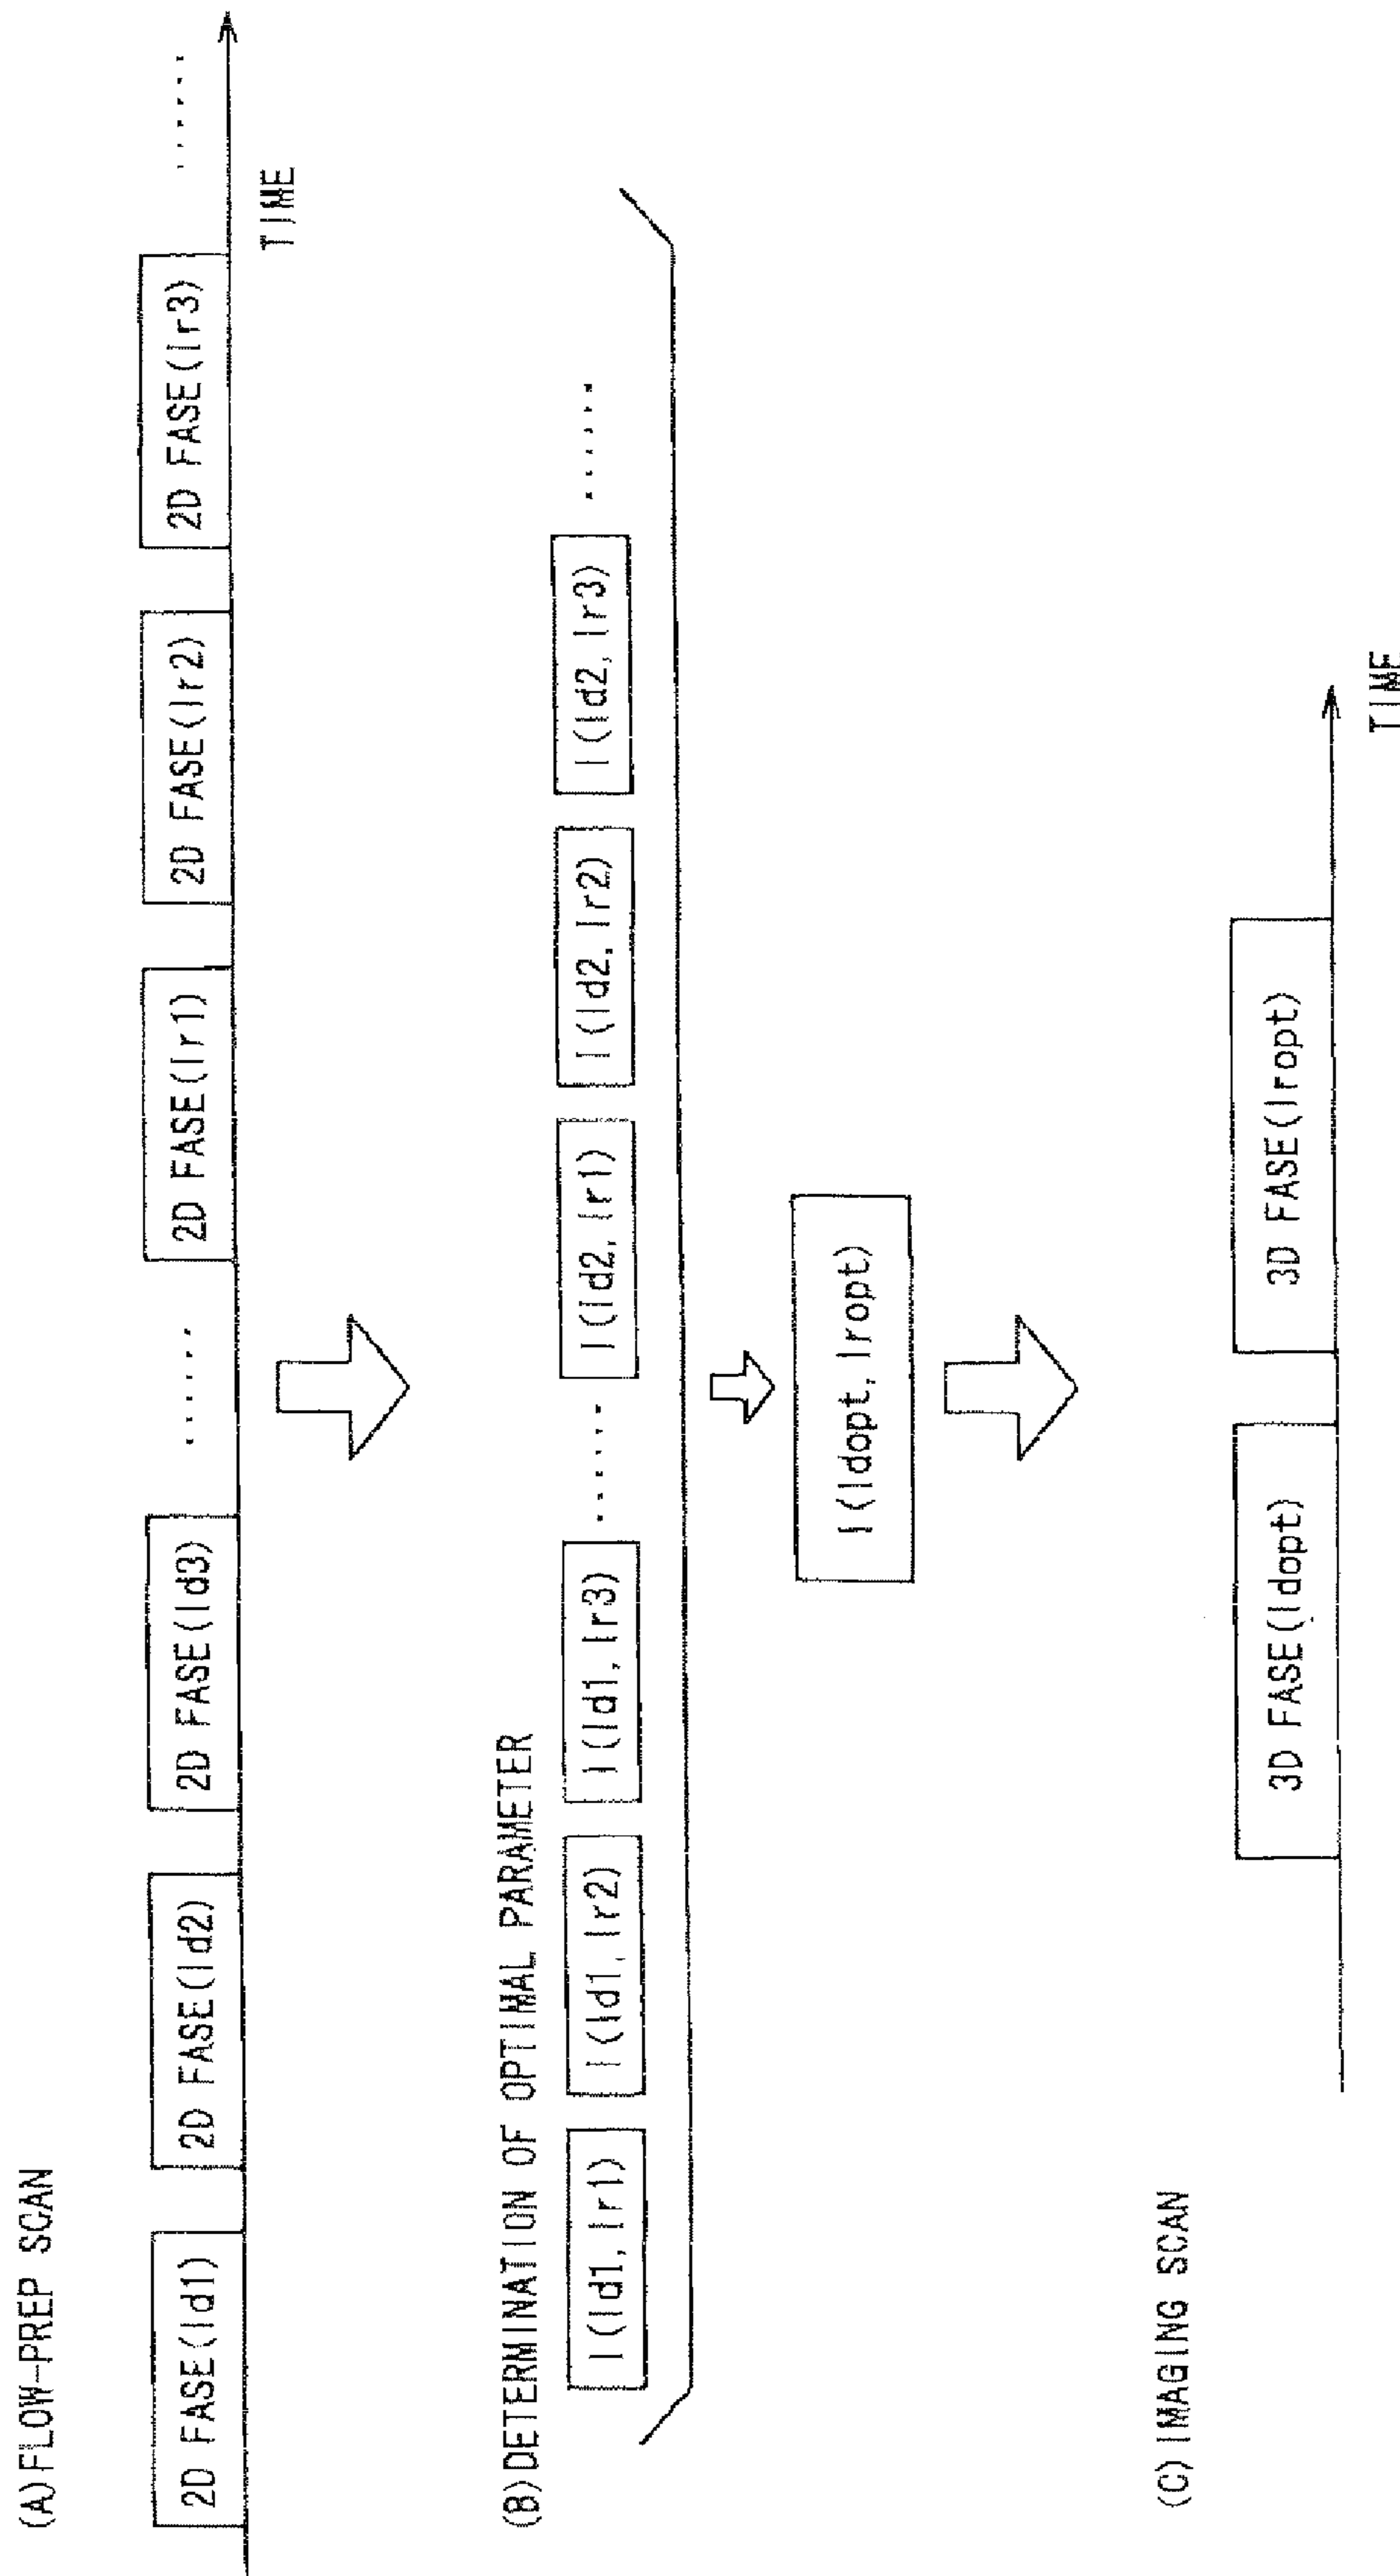 (A)FLOW-PREP SCAN
2D FASE(Id1) 2D FASE(Id2) 2D FASE(Id3) ...... 2D FASE(Ir1) 2D FASE(Ir2) 2D FASE(Ir3) ......
TIME
(B)DETERMINATION OF OPTIMAL PARAMETER
I(Id1,Ir1) I(Id1,Ir2) I(Id1,Ir3) ...... I(Id2,Ir1) I(Id2,Ir2) I(Id2,Ir3) ......
I(Idopt,Iropt)
(C)IMAGING SCAN
3D FASE(Idopt) 3D FASE(Iropt)
TIME